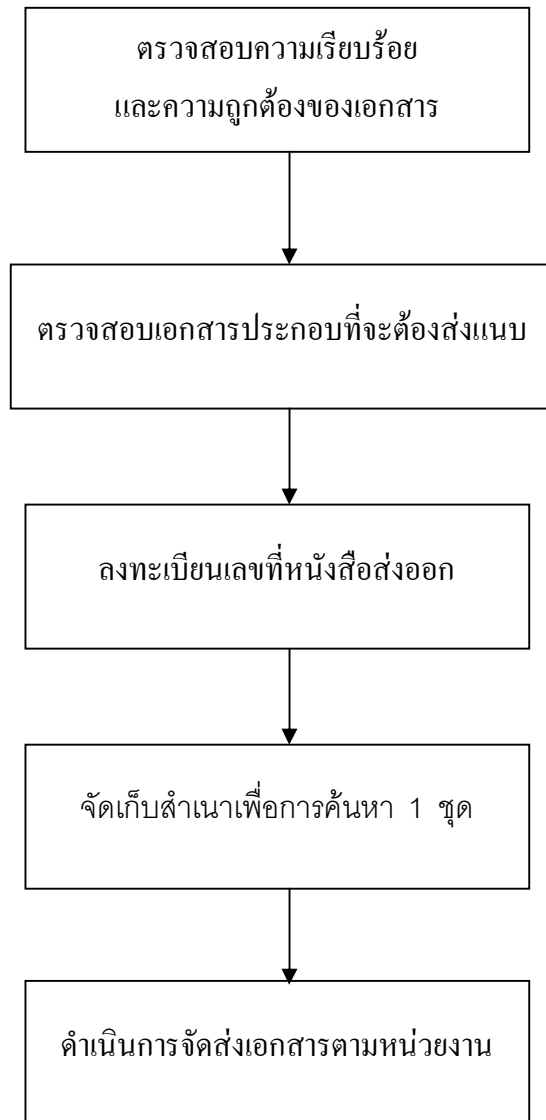 ตรวจสอบความเรียบร้อย
และความถูกต้องของเอกสาร
ตรวจสอบเอกสารประกอบที่จะต้องส่งแนบ
ลงทะเบียนเลขที่หนังสือส่งออก
จัดเก็บสำเนาเพื่อการค้นหา 1 ชุด
ดำเนินการจัดส่งเอกสารตามหน่วยงาน